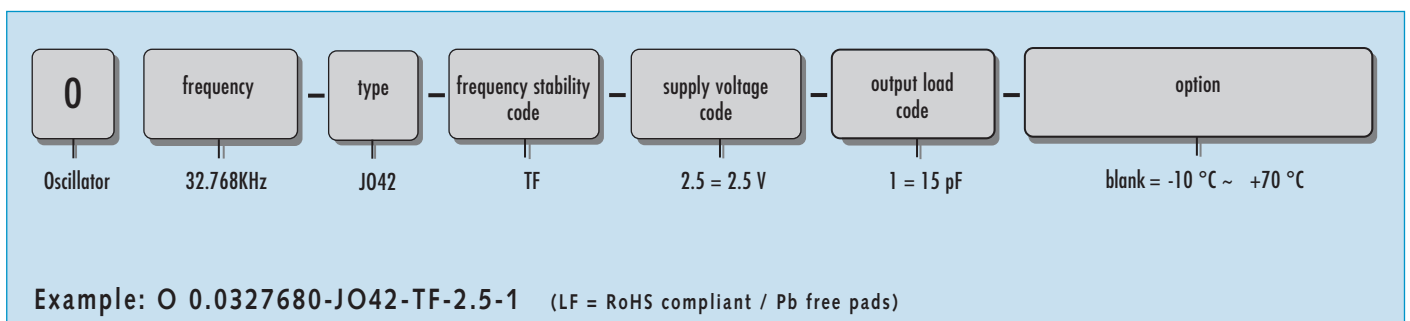 O
frequency
–
type
–
frequency stability
code
–
supply voltage
code
–
output load
code
–
option
Oscillator
32.768KHz
JO42
TF
2.5 = 2.5 V
1 = 15 pF
blank = -10 °C ~ +70 °C
Example: O 0.0327680-JO42-TF-2.5-1 (LF = RoHS compliant / Pb free pads)